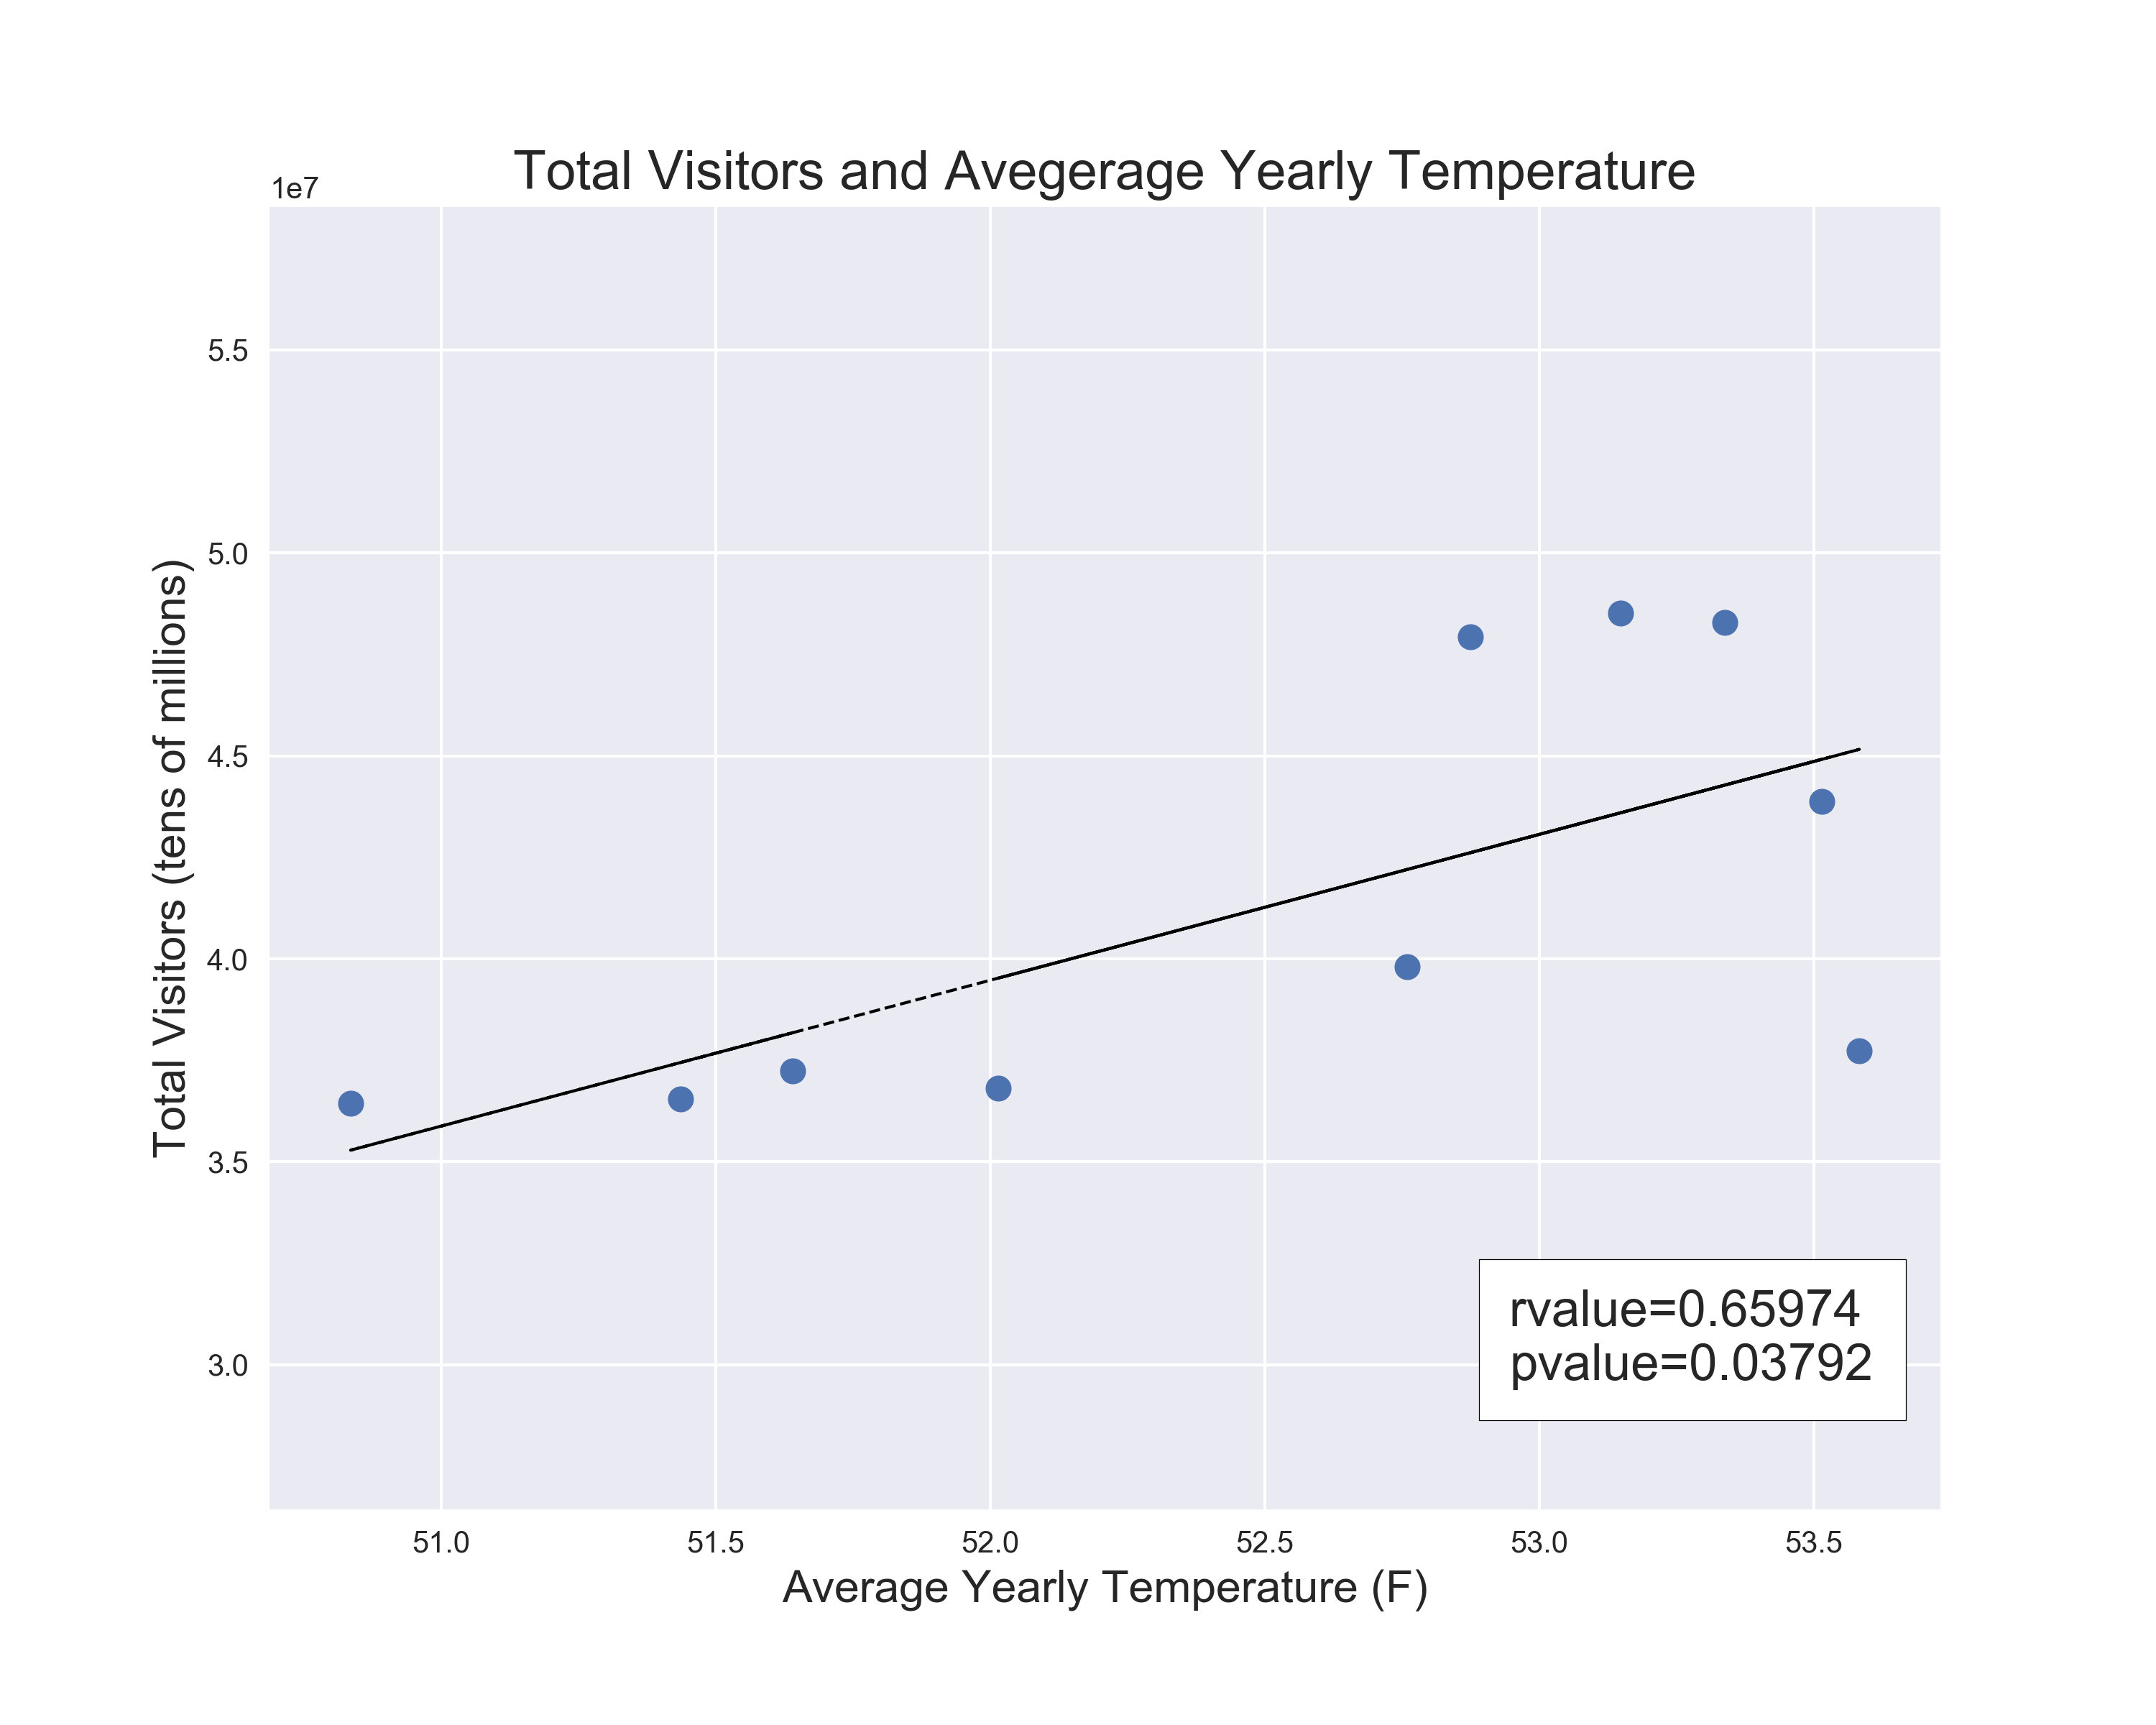 Total Visitors and Avegerage Yearly Temperature
1e7
5.5
5.0
4.5
4.0
3.5
3.0
Total Visitors (tens of millions)
51.0 51.5 52.0 52.5 53.0 53.5
Average Yearly Temperature (F)
rvalue=0.65974
pvalue=0.03792